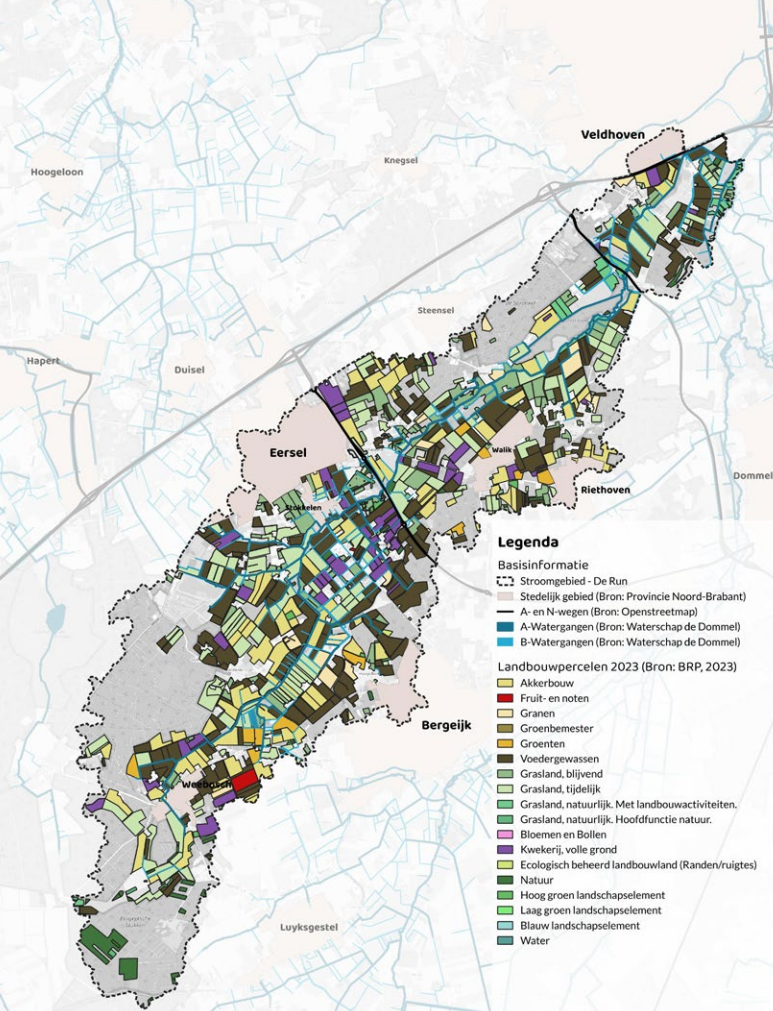 Veldhoven
Knegsel
Hoogeloon
Steensel
Hapert
Duisel
Eersel
Walik
Dommel
Riethoven
Stokkelen
Legenda
Basisinformatie
Stroomgebied - De Run
Stedelijk gebied (Bron: Provincie Noord-Brabant)
A- en N-wegen (Bron: Openstreetmap)
A-Watergangen (Bron: Waterschap de Dommel)
B-Watergangen (Bron: Waterschap de Dommel)
Landbouwpercelen 2023 (Bron: BRP, 2023)
Akkerbouw
Fruit- en noten
Granen
Groenbemester
Groenten
Voedergewassen
Grasland, blijvend
Grasland, tijdelijk
Grasland, natuurlijk. Met landbouwactiviteiten.
Grasland, natuurlijk. Hoofdfunctie natuur.
Bloemen en Bollen
Kwekerij, volle grond
Ecologisch beheerd landbouwland (Randen/ruigtes)
Natuur
Hoog groen landschapselement
Laag groen landschapselement
Blauw landschapselement
Water
Bergeijk
Weebosch
Luyksgestel